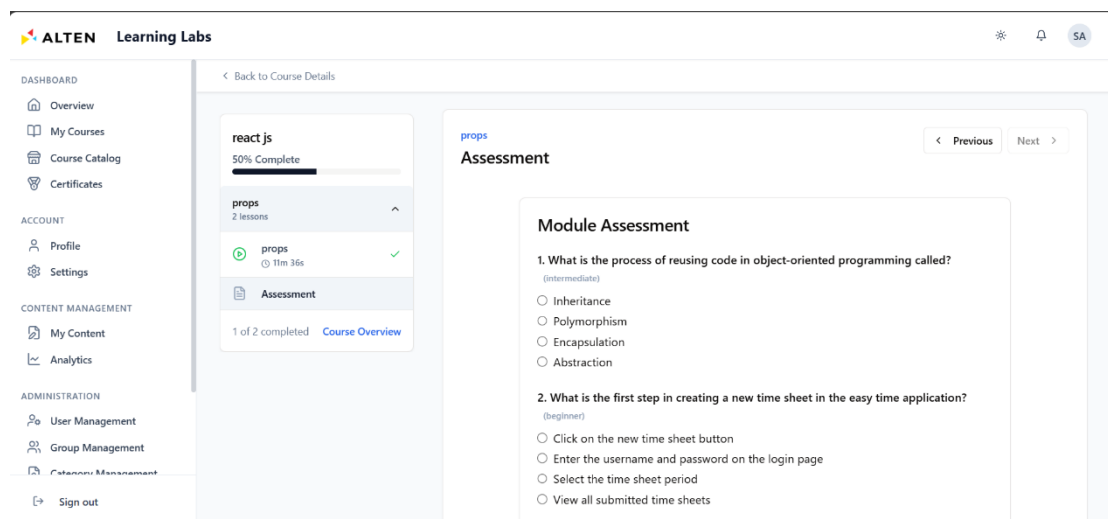 ALTEN Learning Labs
SA
DASHBOARD
Overview
My Courses
Course Catalog
Certificates
ACCOUNT
Profile
Settings
CONTENT MANAGEMENT
My Content
Analytics
ADMINISTRATION
User Management
Group Management
Category Management
Sign out
< Back to Course Details
react js
50% Complete
props
2 lessons
props
11m 36s
Assessment
1 of 2 completed Course Overview
props
Assessment
< Previous
Next >
Module Assessment
1. What is the process of reusing code in object-oriented programming called?
(intermediate)
Inheritance
Polymorphism
Encapsulation
Abstraction
2. What is the first step in creating a new time sheet in the easy time application?
(beginner)
Click on the new time sheet button
Enter the username and password on the login page
Select the time sheet period
View all submitted time sheets